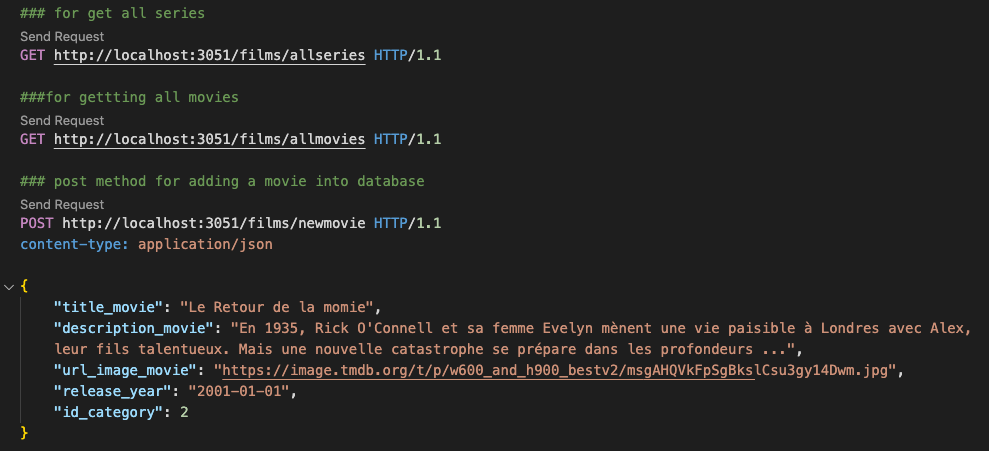 ### for get all series
Send Request
GET http://localhost:3051/films/allseries HTTP/1.1
###for gettting all movies
Send Request
GET http://localhost:3051/films/allmovies HTTP/1.1
### post method for adding a movie into database
Send Request
POST http://localhost:3051/films/newmovie HTTP/1.1
content-type: application/json
{
"title_movie": "Le Retour de la momie",
"description_movie": "En 1935, Rick O'Connell et sa femme Evelyn mènent une vie paisible à Londres avec Alex,
leur fils talentueux. Mais une nouvelle catastrophe se prépare dans les profondeurs ...",
"url_image_movie": "https://image.tmdb.org/t/p/w600_and_h900_bestv2/msgAHQVkFpSgBkslCsu3gy14Dwm.jpg",
"release_year": "2001-01-01",
"id_category": 2
}